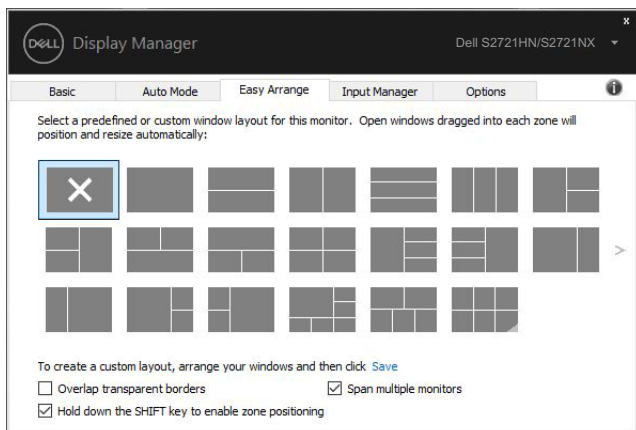 DELL Display Manager
Dell S2721HN/S2721NX
x
Basic Auto Mode Easy Arrange Input Manager Options i
Select a predefined or custom window layout for this monitor. Open windows dragged into each zone will
position and resize automatically:
To create a custom layout, arrange your windows and then click Save
Overlap transparent borders Span multiple monitors
Hold down the SHIFT key to enable zone positioning